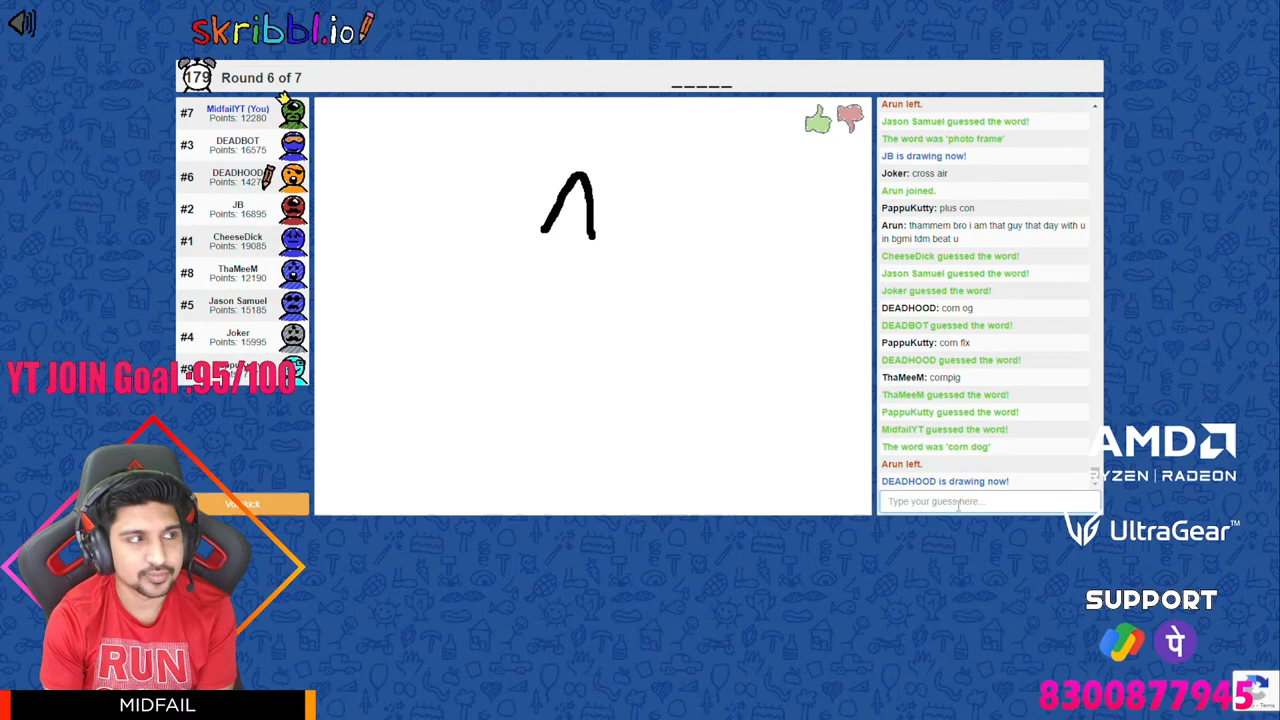 skribbl.io
179
Round 6 of 7
_____
#7
MidfailYT (You)
Points: 12280
#3
DEADBOT
Points: 16575
#6
DEADHOOD
#2
JB
Points: 16895
#1
CheeseDick
Points: 19085
#8
ThaMeeM
Points: 12190
#5
Jason Samuel
Points: 15185
#4
Joker
Points: 15995
#9
YT JOIN Goal :95/100
Arun left.
Jason Samuel guessed the word!
The word was 'photo frame'
JB is drawing now!
Joker: cross air
Arun joined.
PappuKutty: plus con
Arun: thammem bro i am that guy that day with u
in bgmi tdm beat u
CheeseDick guessed the word!
Jason Samuel guessed the word!
Joker guessed the word!
DEADHOOD: corn og
DEADBOT guessed the word!
PappuKutty: corn flx
DEADHOOD guessed the word!
ThaMeeM: cornpig
ThaMeeM guessed the word!
PappuKutty guessed the word!
MidfailYT guessed the word!
The word was 'corn dog'
Arun left.
DEADHOOD is drawing now!
Type your guess here...
AMD
RYZEN | RADEON
UltraGear™
SUPPORT
पे
8300877945
RUN
MIDFAIL